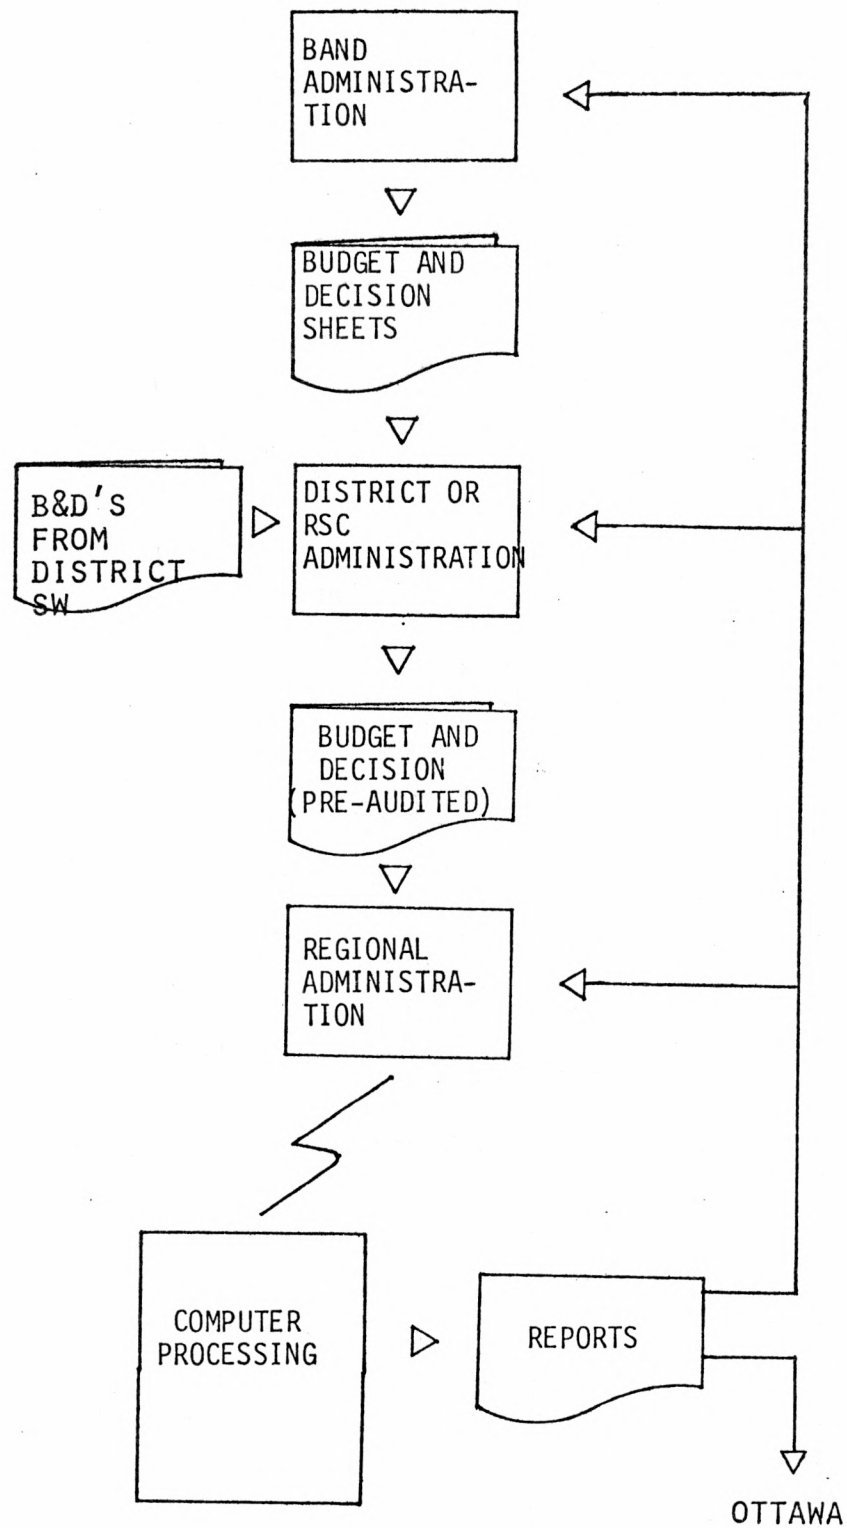 BAND
ADMINISTRA-
TION
BUDGET AND
DECISION
SHEETS
B&D'S
FROM
DISTRICT
SW
DISTRICT OR
RSC
ADMINISTRATION
BUDGET AND
DECISION
(PRE-AUDITED)
REGIONAL
ADMINISTRA-
TION
COMPUTER
PROCESSING
REPORTS
OTTAWA